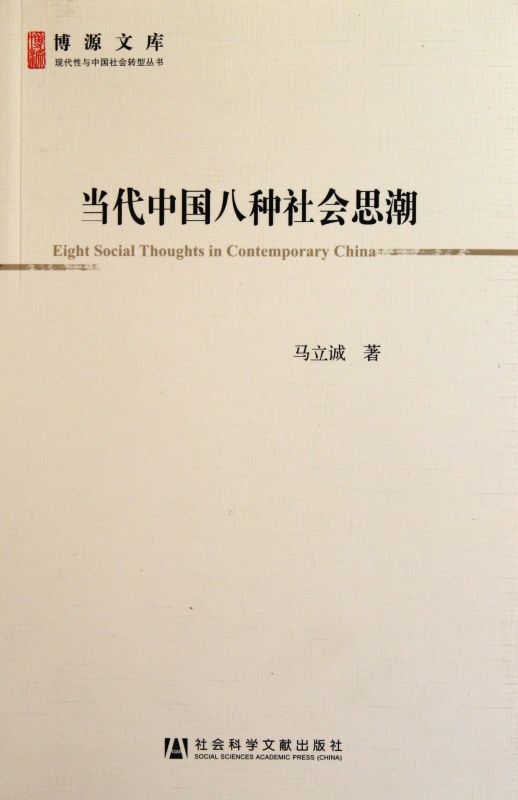 博源文库
现代性与中国社会转型丛书
当代中国八种社会思潮
Eight Social Thoughts in Contemporary China
马立诚 著
社会科学文献出版社
SOCIAL SCIENCES ACADEMIC PRESS (CHINA)